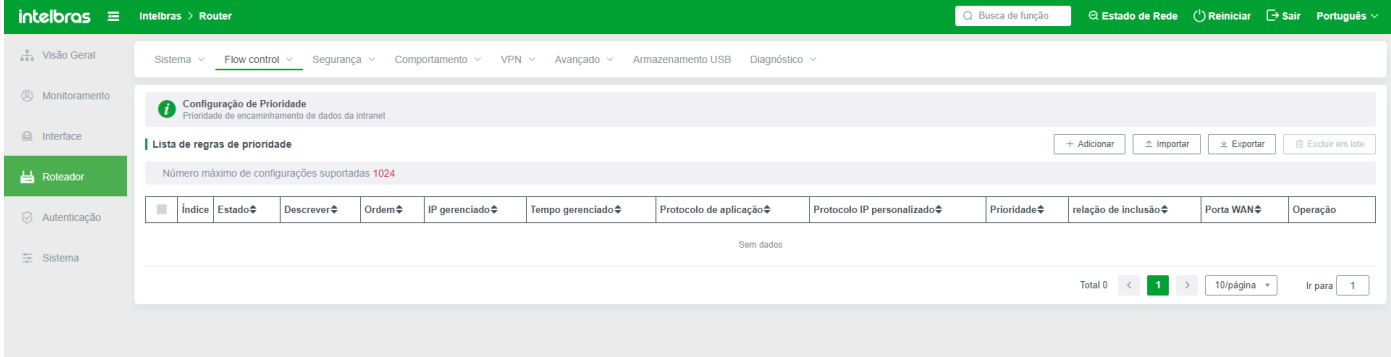 intelbras Intelbras > Router Busca de função Estado de Rede Reiniciar Sair Português
Visão Geral
Monitoramento
Interface
Roteador
Autenticação
Sistema
Sistema Flow control Segurança Comportamento VPN Avançado Armazenamento USB Diagnóstico
i Configuração de Prioridade
Prioridade de encaminhamento de dados da intranet
Lista de regras de prioridade + Adicionar Importar Exportar Excluir em lote
Número máximo de configurações suportadas 1024
Índice Estado Descrever Ordem IP gerenciado Tempo gerenciado Protocolo de aplicação Protocolo IP personalizado Prioridade relação de inclusão Porta WAN Operação
Sem dados
Total 0 < 1 > 10/página Ir para 1